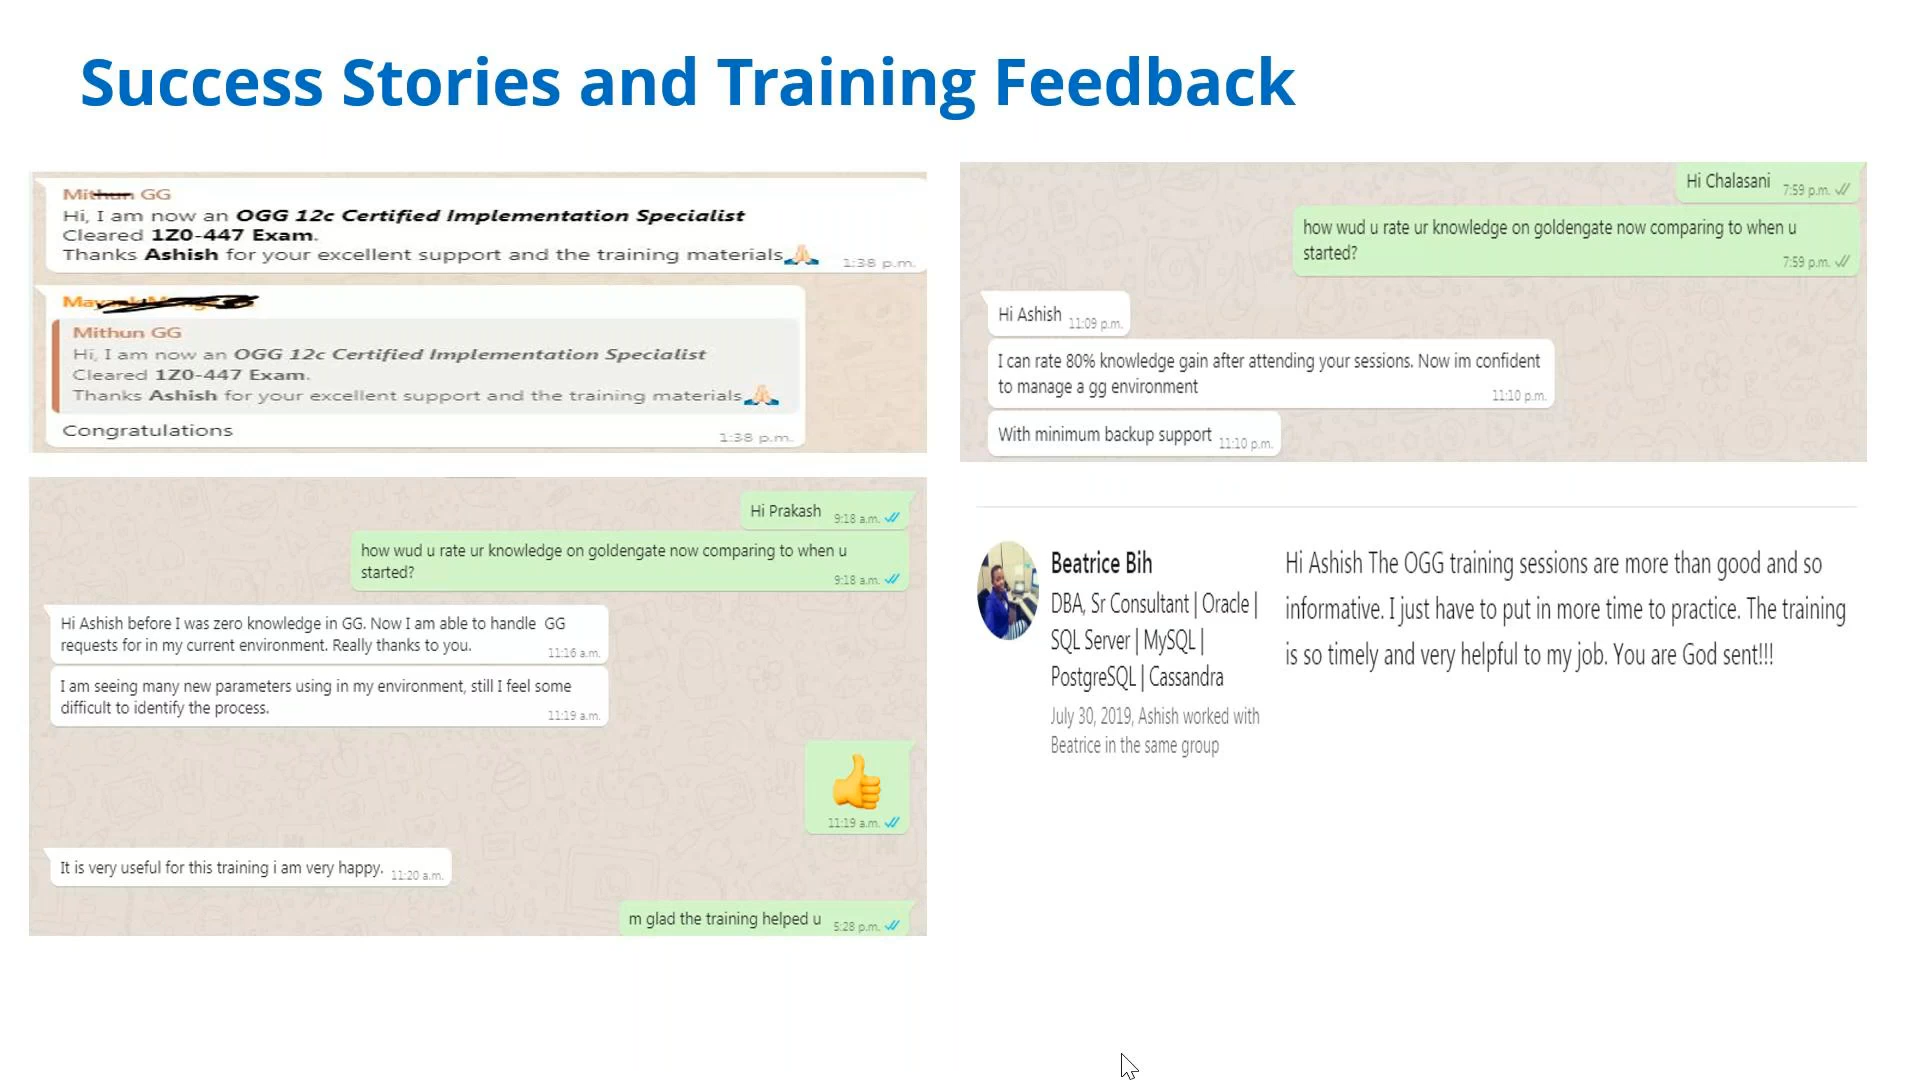 Success Stories and Training Feedback
Mithun GG
Hi, I am now an OGG 12c Certified Implementation Specialist
Cleared 1Z0-447 Exam.
Thanks Ashish for your excellent support and the training materials🙏🏻
1:38 p.m.
Mithun GG
Hi, I am now an OGG 12c Certified Implementation Specialist
Cleared 1Z0-447 Exam.
Thanks Ashish for your excellent support and the training materials🙏🏻
Congratulations
1:38 p.m.
Hi Prakash 9:18 a.m.
how wud u rate ur knowledge on goldengate now comparing to when u
started?
9:18 a.m.
Hi Ashish before I was zero knowledge in GG. Now I am able to handle GG
requests for in my current environment. Really thanks to you.
11:16 a.m.
I am seeing many new parameters using in my environment, still I feel some
difficult to identify the process.
11:19 a.m.
👍
11:19 a.m.
It is very useful for this training i am very happy. 11:20 a.m.
m glad the training helped u 5:28 p.m.
Hi Chalasani 7:59 p.m.
how wud u rate ur knowledge on goldengate now comparing to when u
started?
7:59 p.m.
Hi Ashish 11:09 p.m.
I can rate 80% knowledge gain after attending your sessions. Now im confident
to manage a gg environment
11:10 p.m.
With minimum backup support 11:10 p.m.
Beatrice Bih
DBA, Sr Consultant | Oracle |
SQL Server | MySQL |
PostgreSQL | Cassandra
July 30, 2019, Ashish worked with
Beatrice in the same group
Hi Ashish The OGG training sessions are more than good and so
informative. I just have to put in more time to practice. The training
is so timely and very helpful to my job. You are God sent!!!